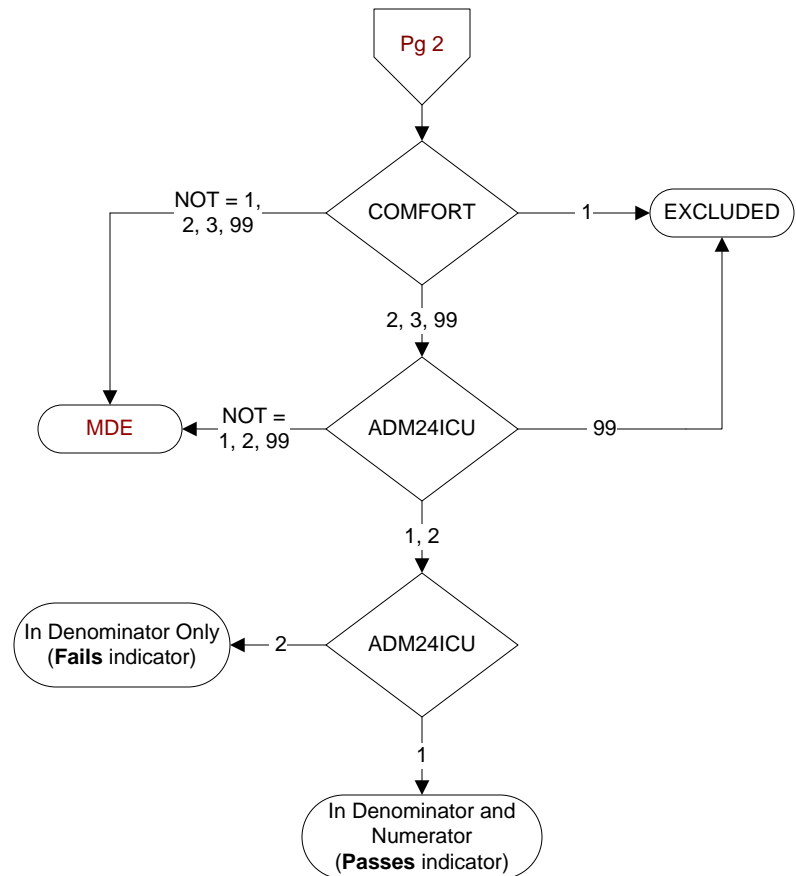 Pg 2
NOT = 1,
2, 3, 99
COMFORT
1
EXCLUDED
2, 3, 99
MDE
NOT =
1, 2, 99
ADM24ICU
99
1, 2
In Denominator Only
(Fails indicator)
2
ADM24ICU
1
In Denominator and
Numerator
(Passes indicator)